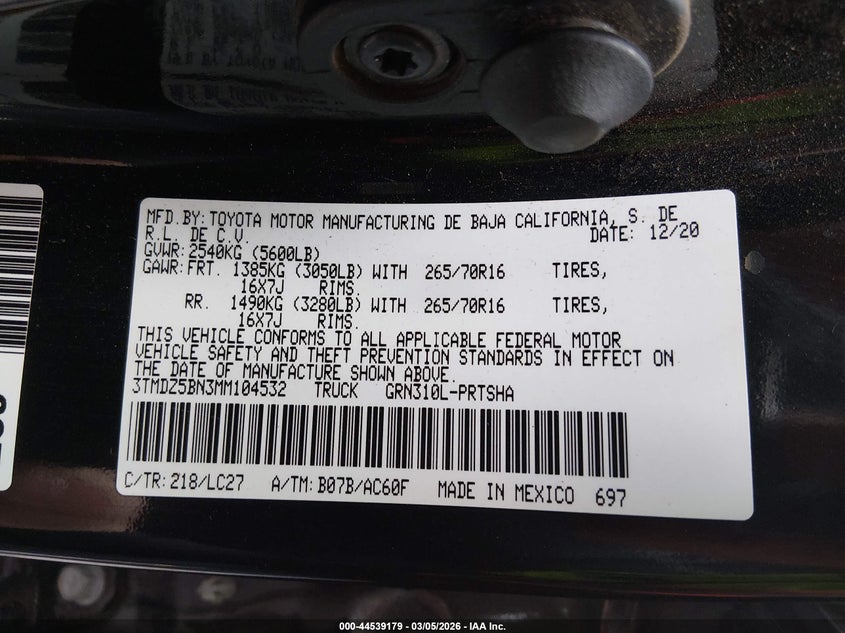 MFD.BY:TOYOTA MOTOR MANUFACTURING DE BAJA CALIFORNIA, S. DE
R.L. DE C.V. DATE: 12/20
GVWR:2540KG (5600LB)
GAWR:FRT. 1385KG (3050LB) WITH 265/70R16 TIRES,
16X7J RIMS.
RR. 1490KG (3280LB) WITH 265/70R16 TIRES,
16X7J RIMS.
THIS VEHICLE CONFORMS TO ALL APPLICABLE FEDERAL MOTOR
VEHICLE SAFETY AND THEFT PREVENTION STANDARDS IN EFFECT ON
THE DATE OF MANUFACTURE SHOWN ABOVE.
3TMDZ5BN3MM104532 TRUCK GRN310L-PRTSHA
C/TR:218/LC27 A/TM:B07B/AC60F MADE IN MEXICO 697
000-44539179 - 03/05/2026 - IAA Inc.